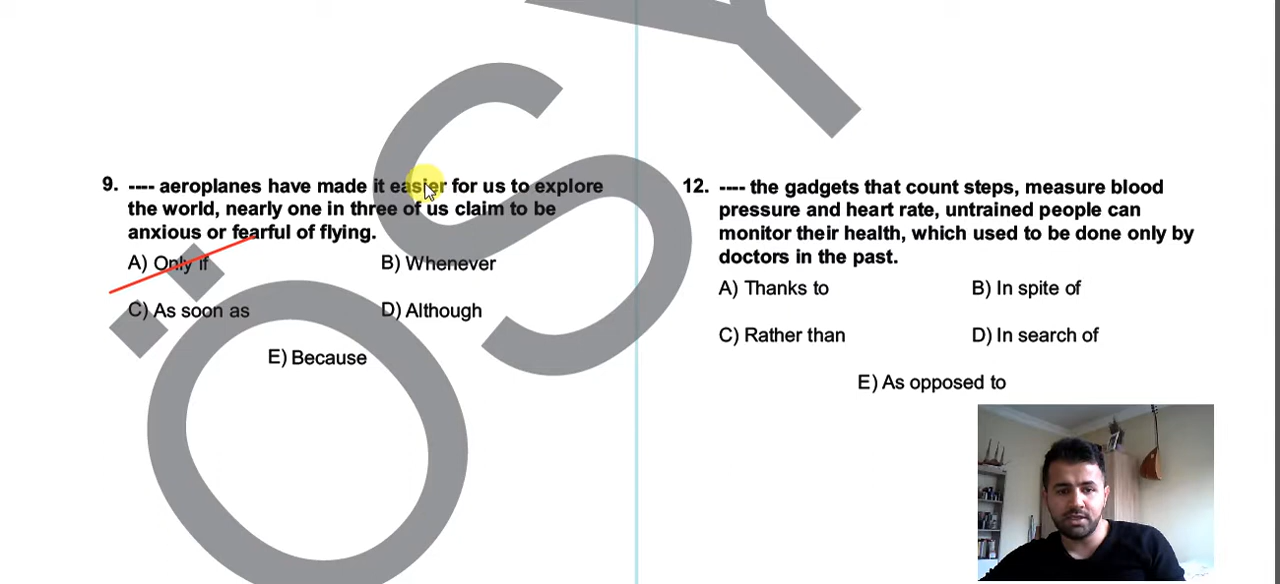 9. ---- aeroplanes have made it easier for us to explore
the world, nearly one in three of us claim to be
anxious or fearful of flying.
A) Only if
B) Whenever
C) As soon as
D) Although
E) Because
12. ---- the gadgets that count steps, measure blood
pressure and heart rate, untrained people can
monitor their health, which used to be done only by
doctors in the past.
A) Thanks to
B) In spite of
C) Rather than
D) In search of
E) As opposed to
ÖSY